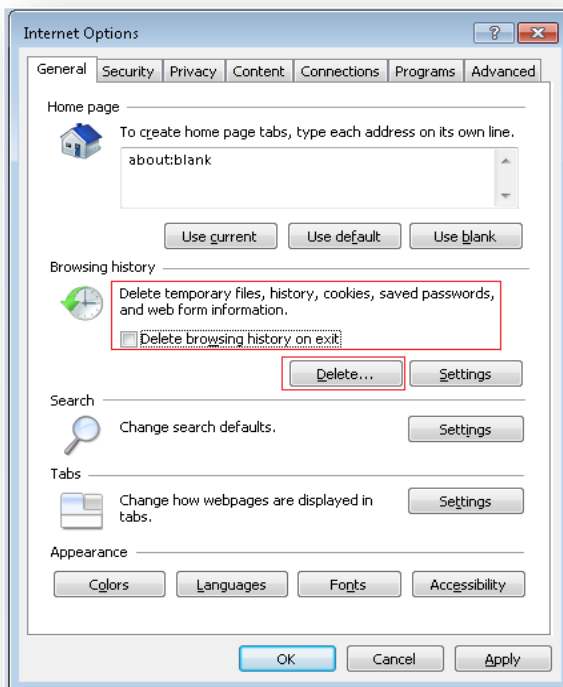 Internet Options
General Security Privacy Content Connections Programs Advanced
Home page
To create home page tabs, type each address on its own line.
about:blank
Use current Use default Use blank
Browsing history
Delete temporary files, history, cookies, saved passwords,
and web form information.
Delete browsing history on exit
Delete... Settings
Search
Change search defaults. Settings
Tabs
Change how webpages are displayed in
tabs.
Settings
Appearance
Colors Languages Fonts Accessibility
OK Cancel Apply